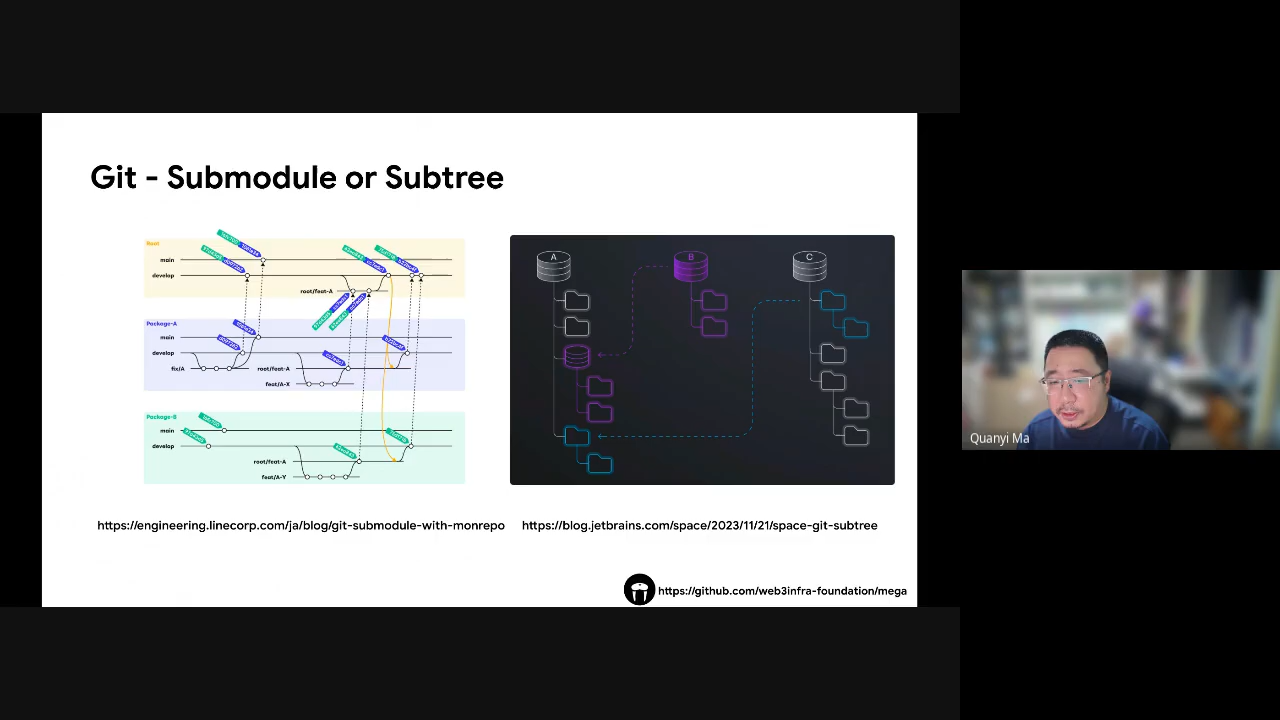 Git - Submodule or Subtree
Root
main
develop
root/feat-A
Package-A
main
develop
fix/A
root/feat-A
feat/A-X
Package-B
main
develop
root/feat-A
feat/A-Y
A
B
C
https://engineering.linecorp.com/ja/blog/git-submodule-with-monrepo
https://blog.jetbrains.com/space/2023/11/21/space-git-subtree
https://github.com/web3infra-foundation/mega
Quanyi Ma